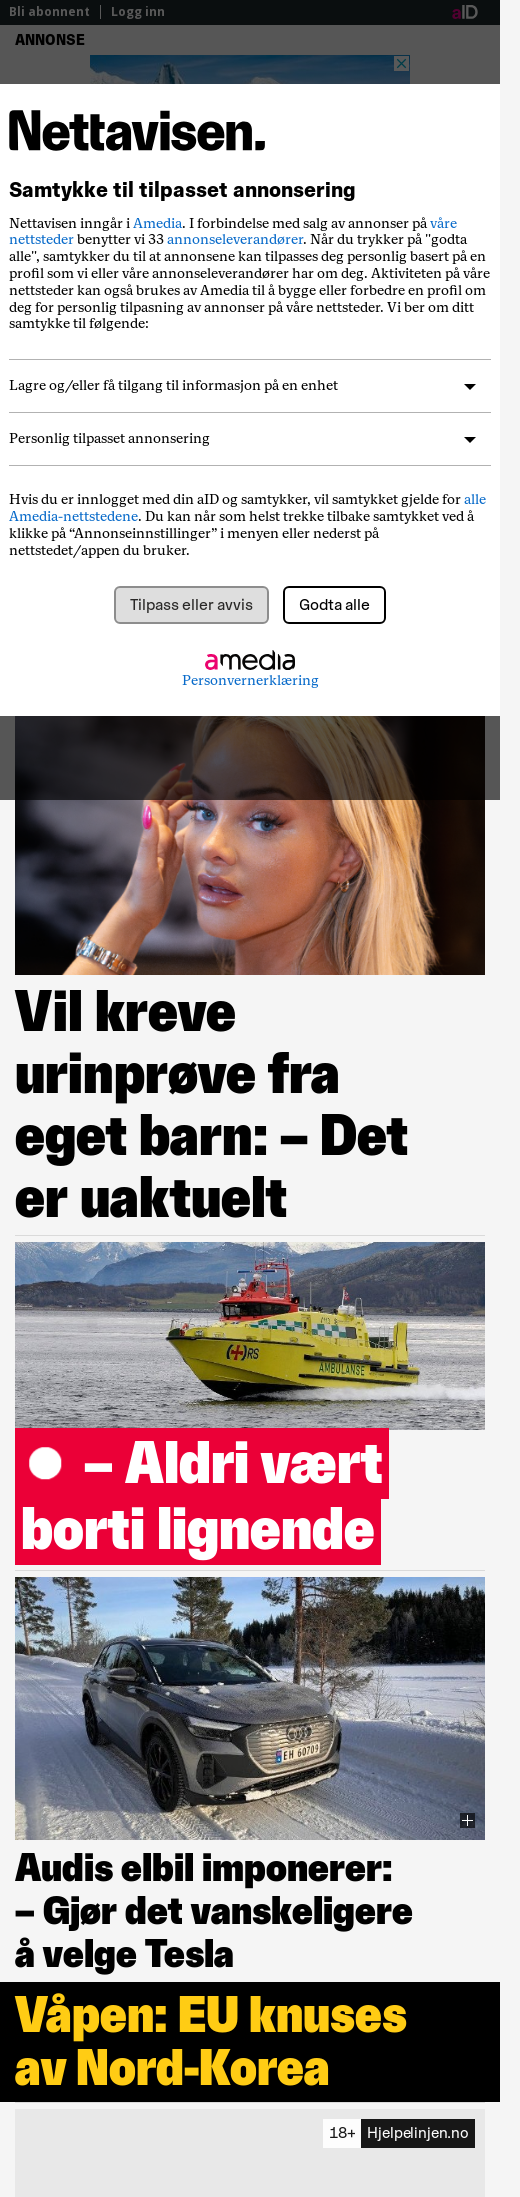 Bli abonnent | Logg inn
aID
ANNONSE
Nettavisen.
Samtykke til tilpasset annonsering
Nettavisen inngår i Amedia. I forbindelse med salg av annonser på våre
nettsteder benytter vi 33 annonseleverandører. Når du trykker på "godta
alle", samtykker du til at annonsene kan tilpasses deg personlig basert på en
profil som vi eller våre annonseleverandører har om deg. Aktiviteten på våre
nettsteder kan også brukes av Amedia til å bygge eller forbedre en profil om
deg for personlig tilpasning av annonser på våre nettsteder. Vi ber om ditt
samtykke til følgende:
Lagre og/eller få tilgang til informasjon på en enhet
Personlig tilpasset annonsering
Hvis du er innlogget med din aID og samtykker, vil samtykket gjelde for alle
Amedia-nettstedene. Du kan når som helst trekke tilbake samtykket ved å
klikke på “Annonseinnstillinger” i menyen eller nederst på
nettstedet/appen du bruker.
Tilpass eller avvis
Godta alle
amedia
Personvernerklæring
Vil kreve
urinprøve fra
eget barn: – Det
er uaktuelt
RS
AMBULANSE
– Aldri vært
borti lignende
EH 60709
Audis elbil imponerer:
– Gjør det vanskeligere
å velge Tesla
Våpen: EU knuses
av Nord-Korea
18+ Hjelpelinjen.no